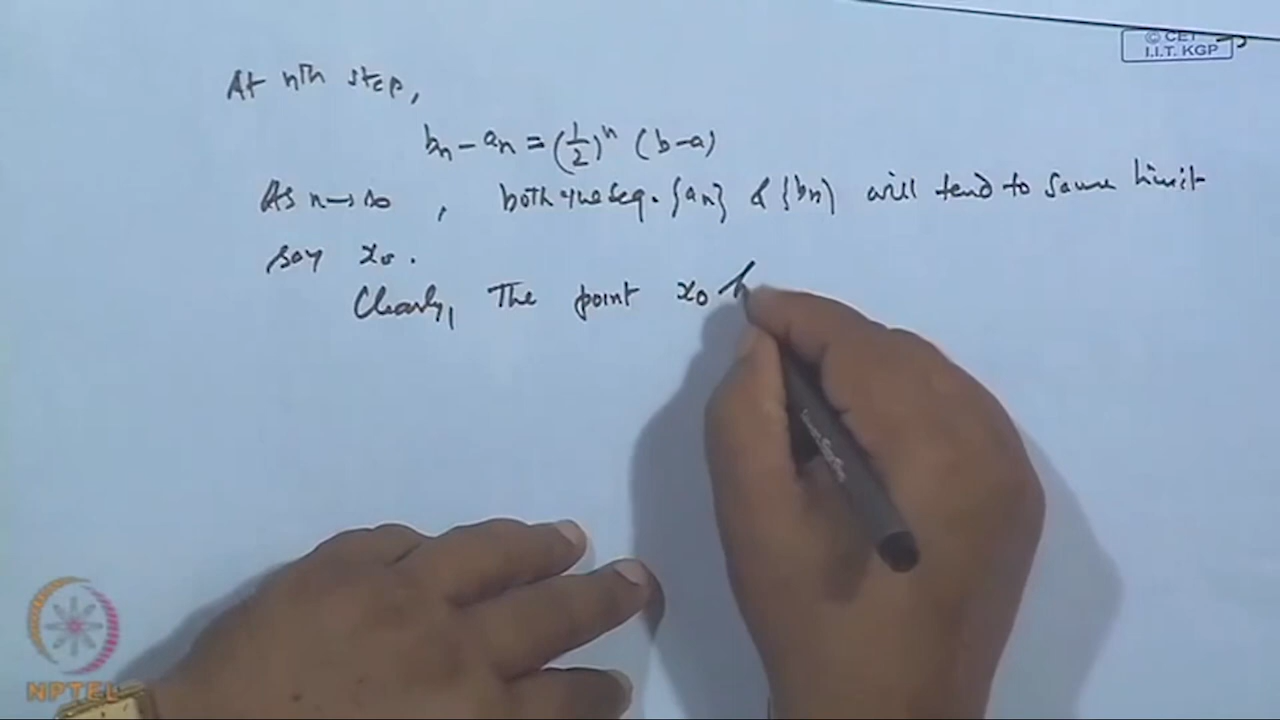 © CET
I.I.T. KGP
At nth step,
bn - an = (1/2)^n (b-a)
As n→∞, both the seq. {an} & {bn} will tend to same limit
say x0.
Clearly, The point x0 h
NPTEL